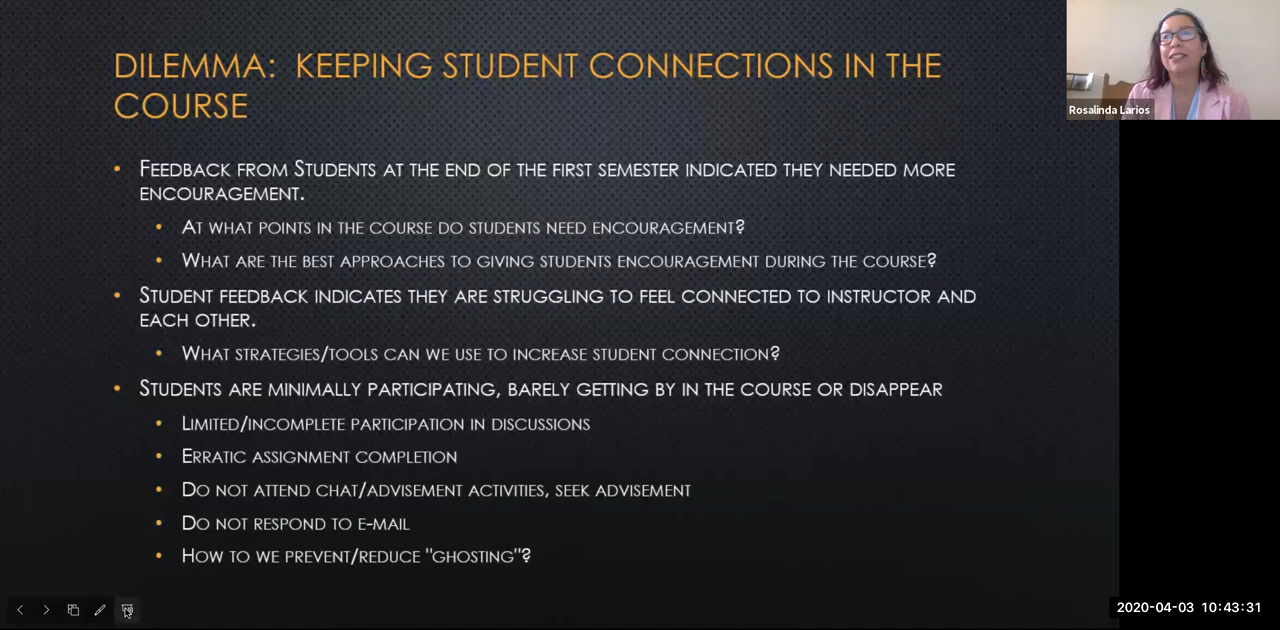 DILEMMA: KEEPING STUDENT CONNECTIONS IN THE
COURSE
Rosalinda Larios
• FEEDBACK FROM STUDENTS AT THE END OF THE FIRST SEMESTER INDICATED THEY NEEDED MORE
ENCOURAGEMENT.
• AT WHAT POINTS IN THE COURSE DO STUDENTS NEED ENCOURAGEMENT?
• WHAT ARE THE BEST APPROACHES TO GIVING STUDENTS ENCOURAGEMENT DURING THE COURSE?
• STUDENT FEEDBACK INDICATES THEY ARE STRUGGLING TO FEEL CONNECTED TO INSTRUCTOR AND
EACH OTHER.
• WHAT STRATEGIES/TOOLS CAN WE USE TO INCREASE STUDENT CONNECTION?
• STUDENTS ARE MINIMALLY PARTICIPATING, BARELY GETTING BY IN THE COURSE OR DISAPPEAR
• LIMITED/INCOMPLETE PARTICIPATION IN DISCUSSIONS
• ERRATIC ASSIGNMENT COMPLETION
• DO NOT ATTEND CHAT/ADVISEMENT ACTIVITIES, SEEK ADVISEMENT
• DO NOT RESPOND TO E-MAIL
• HOW TO WE PREVENT/REDUCE "GHOSTING"?
2020-04-03 10:43:31